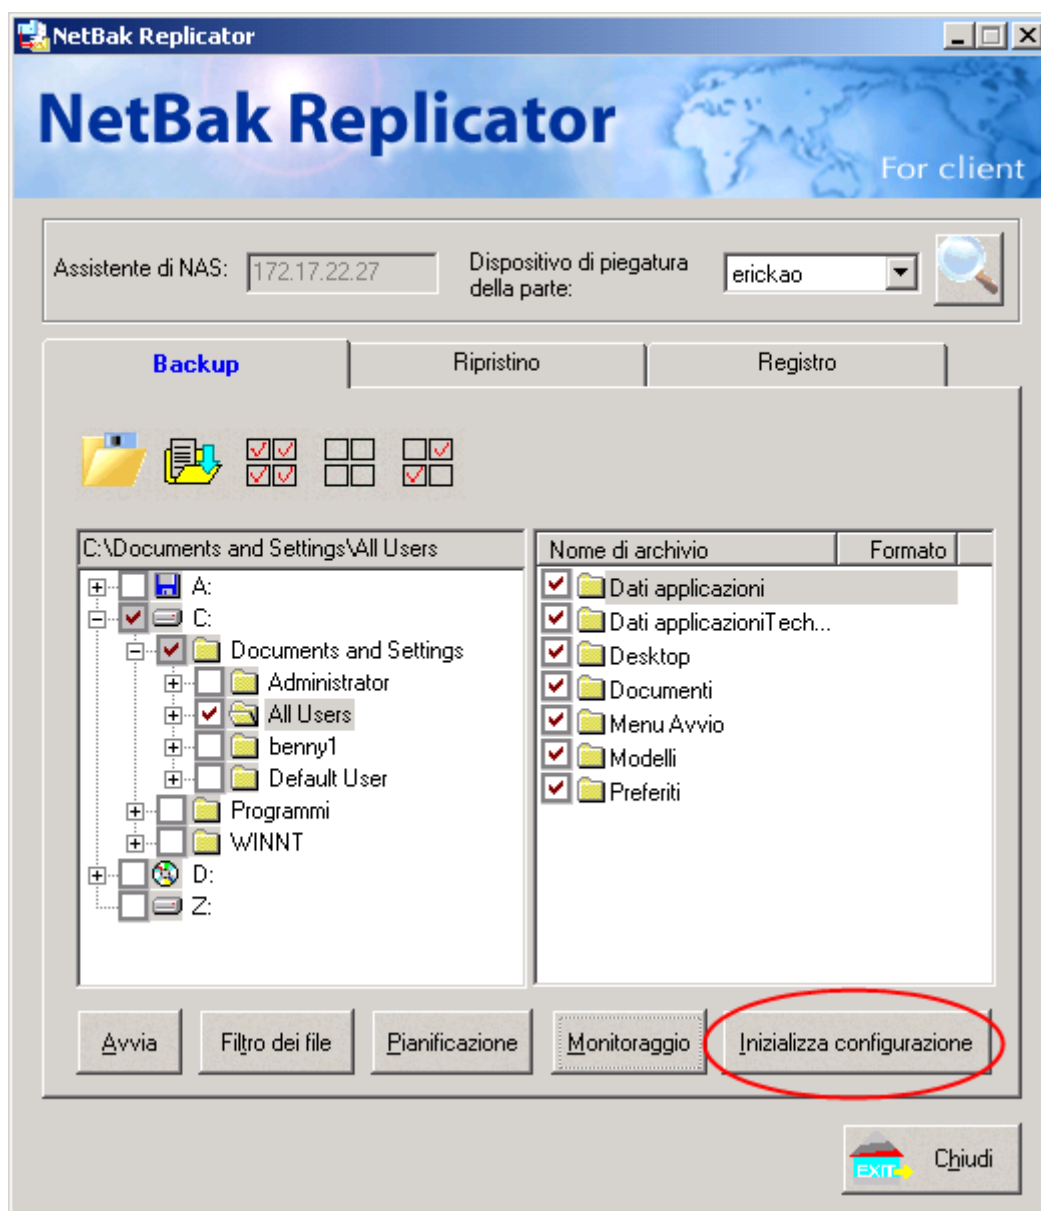 NetBak Replicator
NetBak Replicator
For client
Assistente di NAS:
172.17.22.27
Dispositivo di piegatura
della parte:
erickao
Backup
Ripristino
Registro
C:\Documents and Settings\All Users
A:
C:
Documents and Settings
Administrator
All Users
benny1
Default User
Programmi
WINNT
D:
Z:
Nome di archivio
Formato
Dati applicazioni
Dati applicazioniTech...
Desktop
Documenti
Menu Avvio
Modelli
Preferiti
Avvia
Filtro dei file
Pianificazione
Monitoraggio
Inizializza configurazione
EXIT
Chiudi